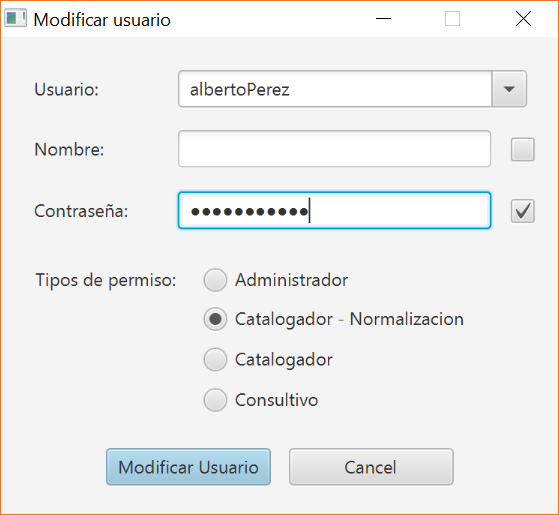 Modificar usuario
Usuario: albertoPerez
Nombre:
Contraseña: ●●●●●●●●●●●
Tipos de permiso: Administrador
Catalogador - Normalizacion
Catalogador
Consultivo
Modificar Usuario Cancel